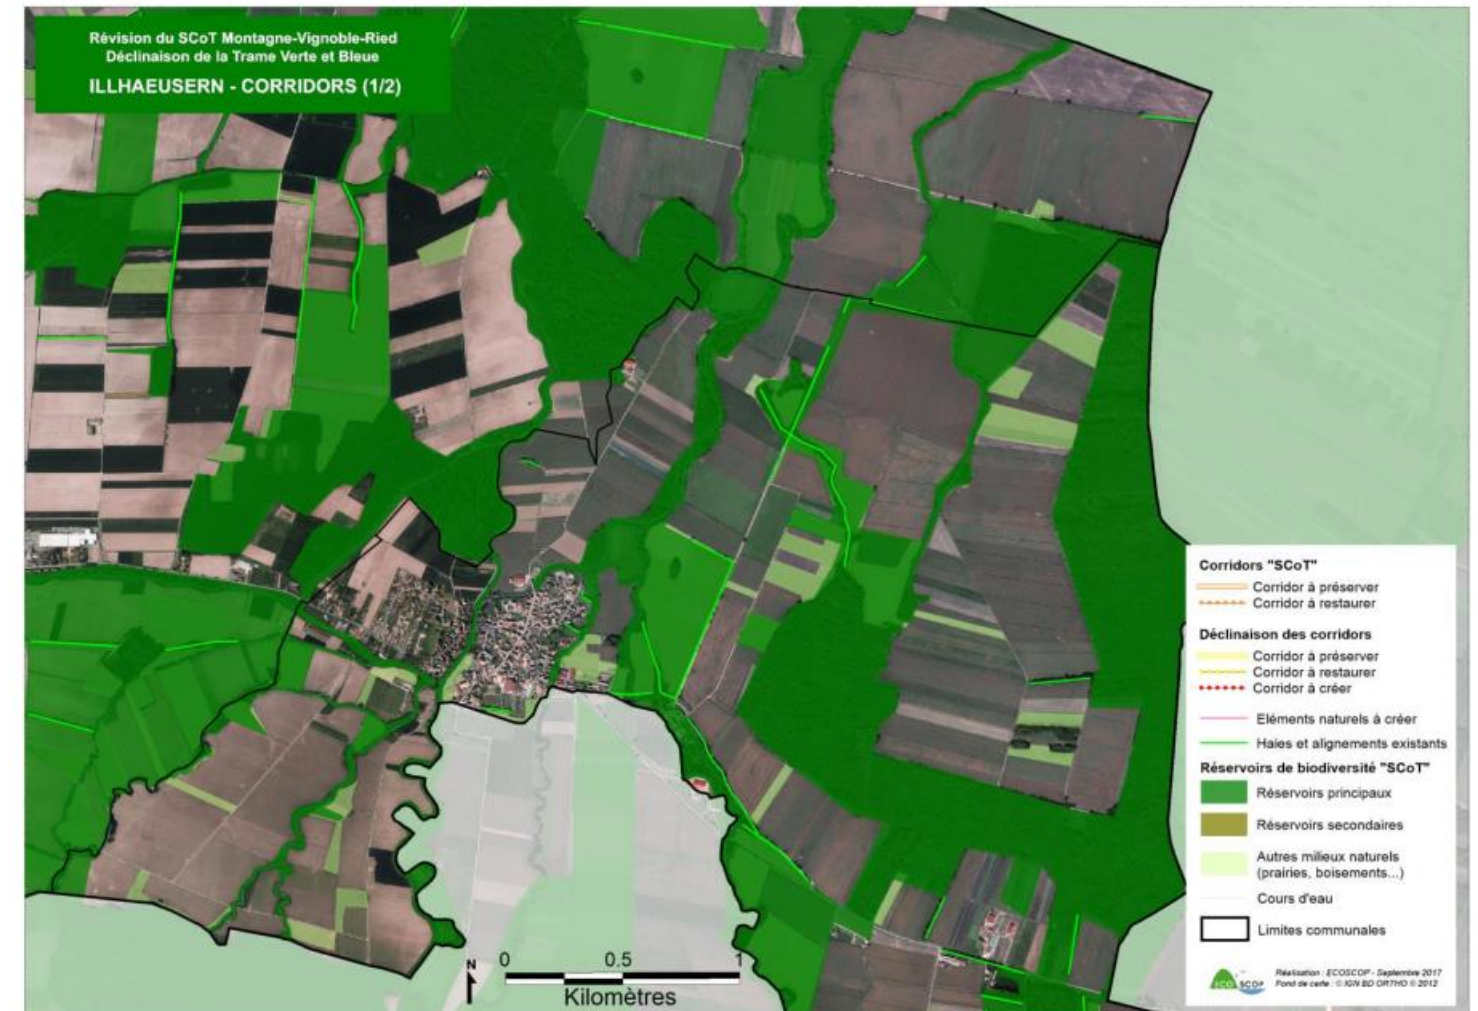 Révision du SCoT Montagne-Vignoble-Ried
Déclinaison de la Trame Verte et Bleue
ILLHAEUSERN - CORRIDORS (1/2)
Corridors "SCoT"
Corridor à préserver
Corridor à restaurer
Déclinaison des corridors
Corridor à préserver
Corridor à restaurer
Corridor à créer
Eléments naturels à créer
Haies et alignements existants
Réservoirs de biodiversité "SCoT"
Réservoirs principaux
Réservoirs secondaires
Autres milieux naturels
(prairies, boisements...)
Cours d'eau
Limites communales
N
0 0.5 1
Kilomètres
ECO SCOP
Réalisation : ECOSCOP - Septembre 2017
Fond de carte : © IGN BD ORTHO ® 2012